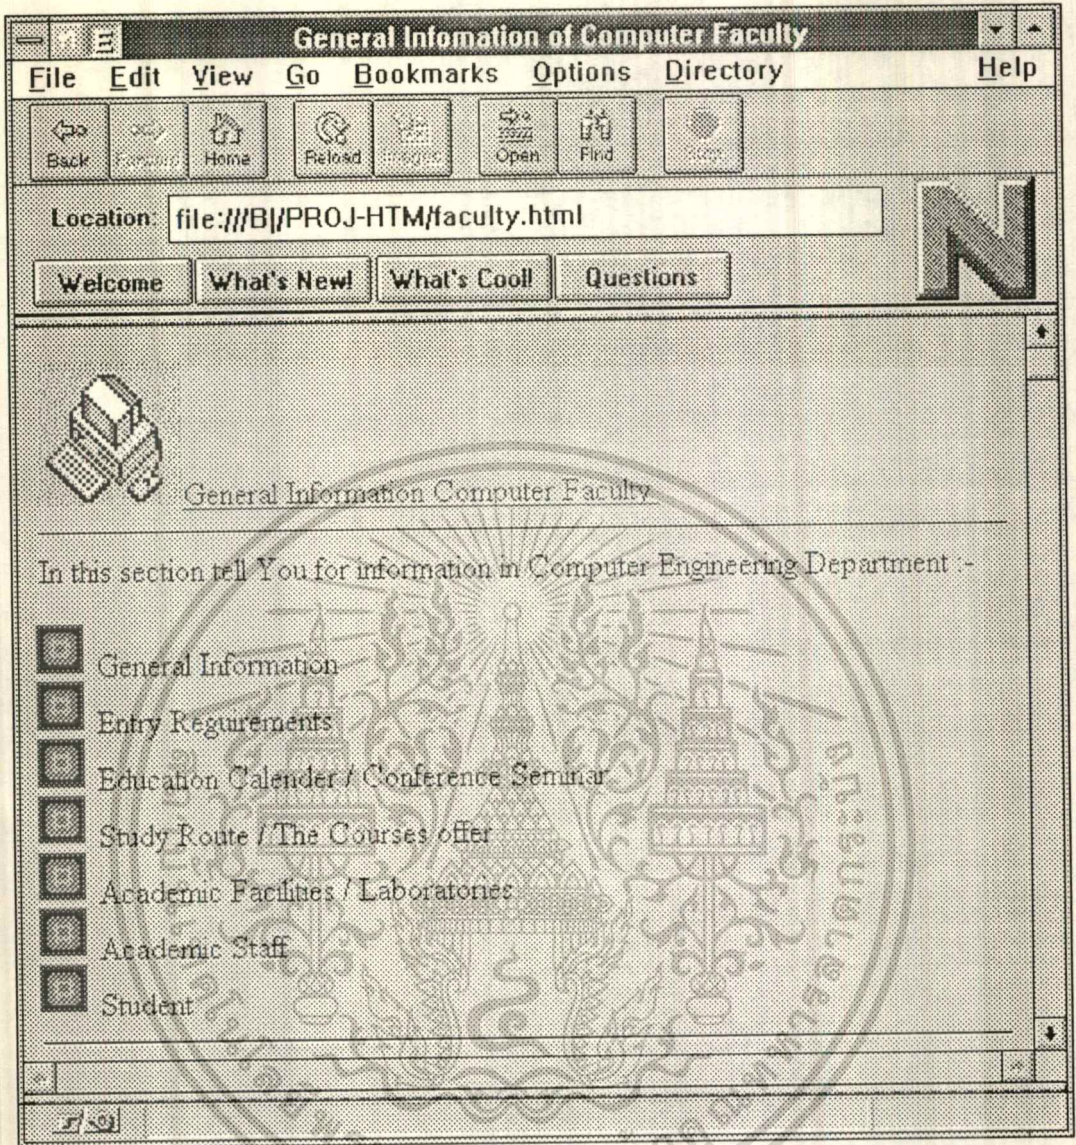 General Infomation of Computer Faculty
File Edit View Go Bookmarks Options Directory Help
Back Forward Home Reload Images Open Find Stop
Location: file:///B|/PROJ-HTM/faculty.html
Welcome What's New! What's Cool! Questions
N
General Information Computer Faculty
In this section tell You for information in Computer Engineering Department :-
General Information
Entry Reguirements
Education Calender / Conference Seminar
Study Route / The Courses offer
Academic Facilities / Laboratories
Academic Staff
Student